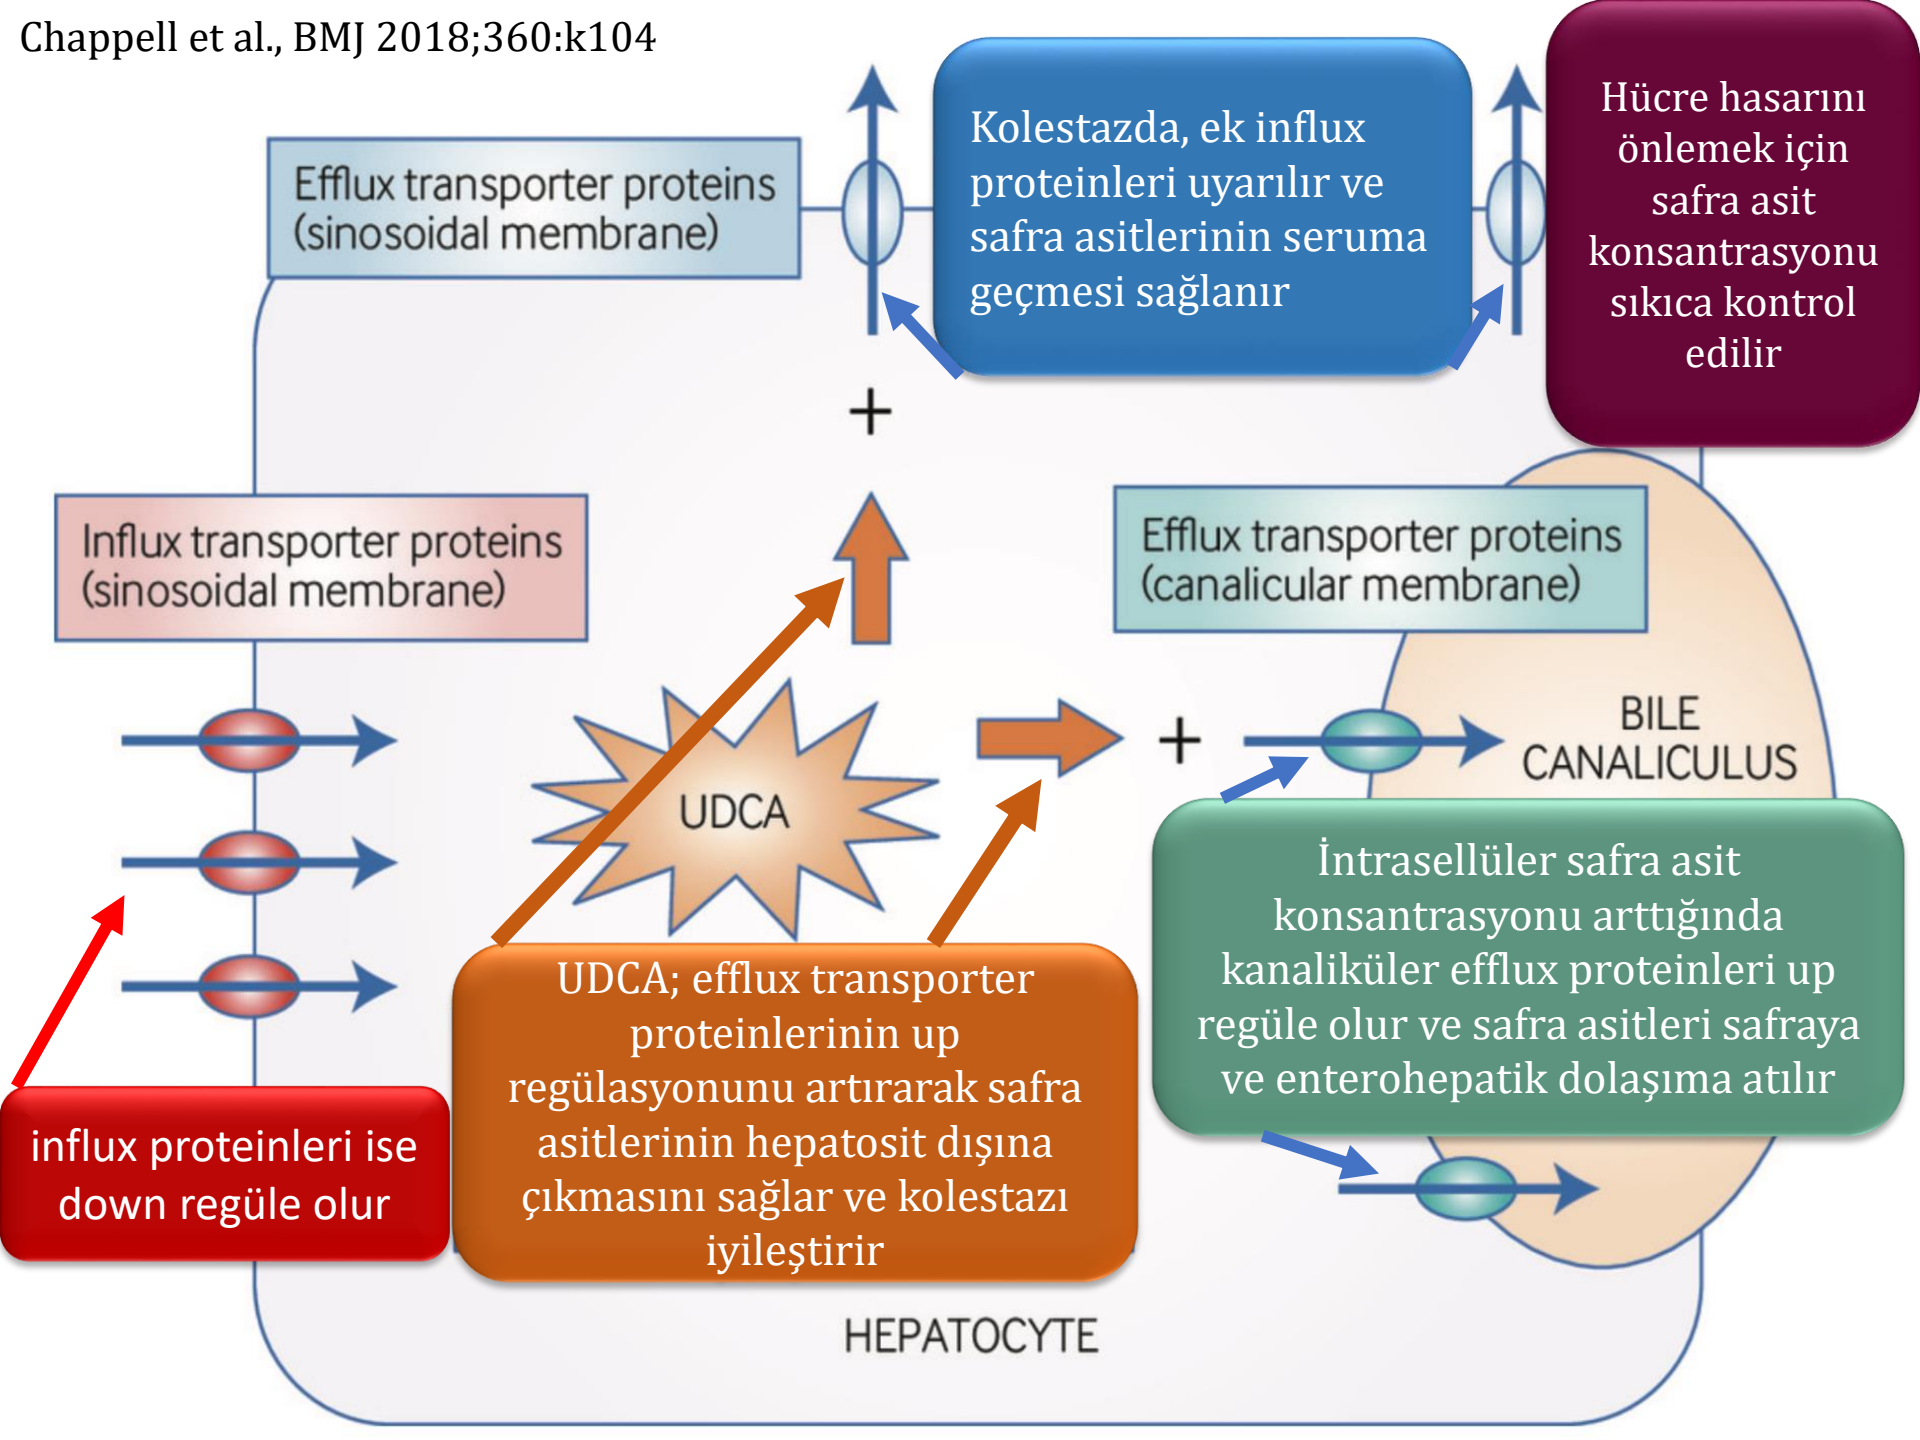 Chappell et al., BMJ 2018;360:k104
Efflux transporter proteins
(sinosoidal membrane)
Kolestazda, ek influx
proteinleri uyarılır ve
safra asitlerinin seruma
geçmesi sağlanır
Hücre hasarını
önlemek için
safra asit
konsantrasyonu
sıkıca kontrol
edilir
+
Influx transporter proteins
(sinosoidal membrane)
Efflux transporter proteins
(canalicular membrane)
UDCA
+
BILE
CANALICULUS
İntrasellüler safra asit
konsantrasyonu arttığında
kanaliküler efflux proteinleri up
regüle olur ve safra asitleri safraya
ve enterohepatik dolaşıma atılır
UDCA; efflux transporter
proteinlerinin up
regülasyonunu artırarak safra
asitlerinin hepatosit dışına
çıkmasını sağlar ve kolestazı
iyileştirir
influx proteinleri ise
down regüle olur
HEPATOCYTE